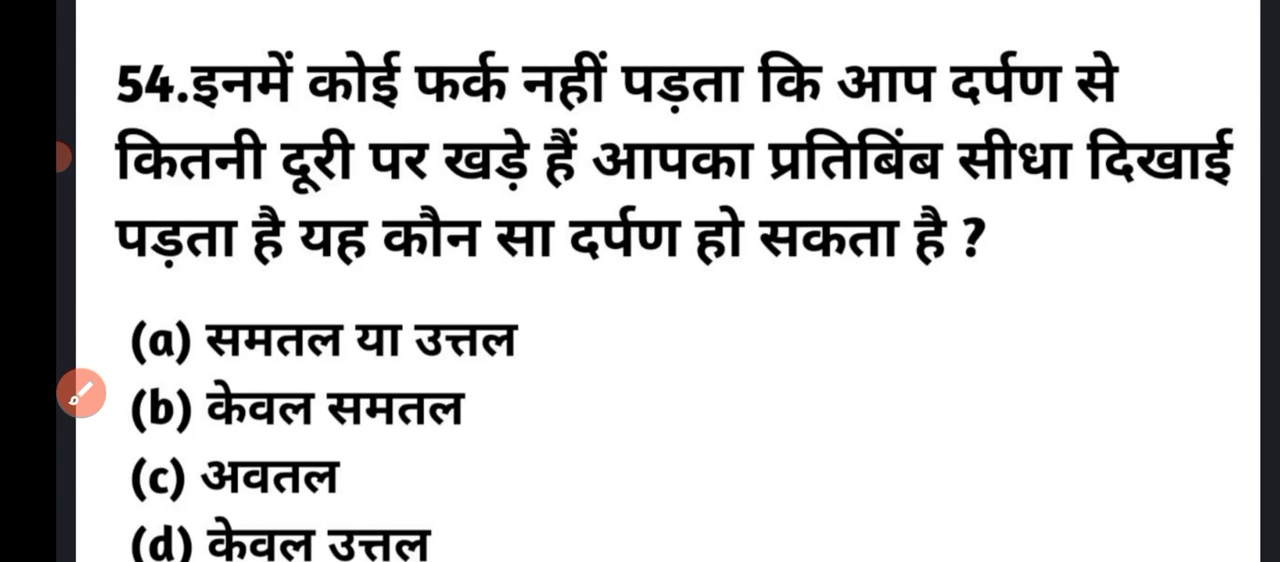 54.इनमें कोई फर्क नहीं पड़ता कि आप दर्पण से
कितनी दूरी पर खड़े हैं आपका प्रतिबिंब सीधा दिखाई
पड़ता है यह कौन सा दर्पण हो सकता है ?
(a) समतल या उत्तल
(b) केवल समतल
(c) अवतल
(d) केवल उत्तल